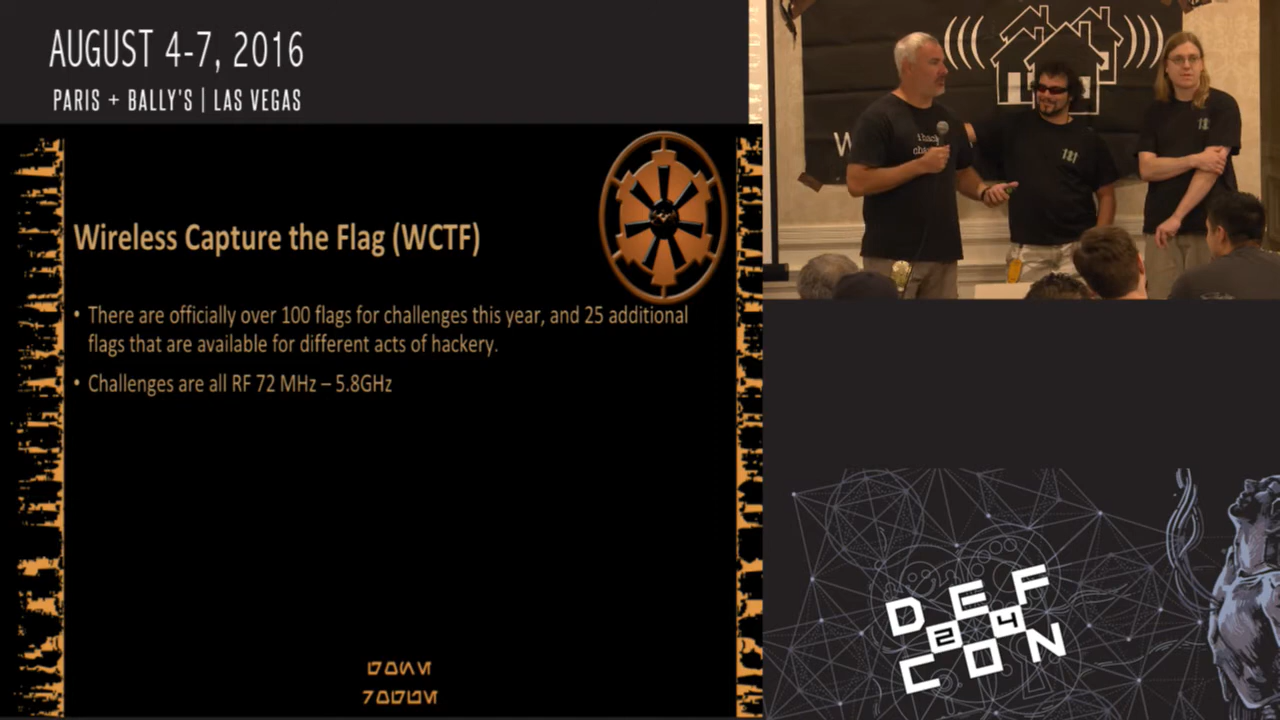 AUGUST 4-7, 2016
PARIS + BALLY'S | LAS VEGAS
Wireless Capture the Flag (WCTF)
• There are officially over 100 flags for challenges this year, and 25 additional
flags that are available for different acts of hackery.
• Challenges are all RF 72 MHz – 5.8GHz
W
i hack
DEF
24
CON